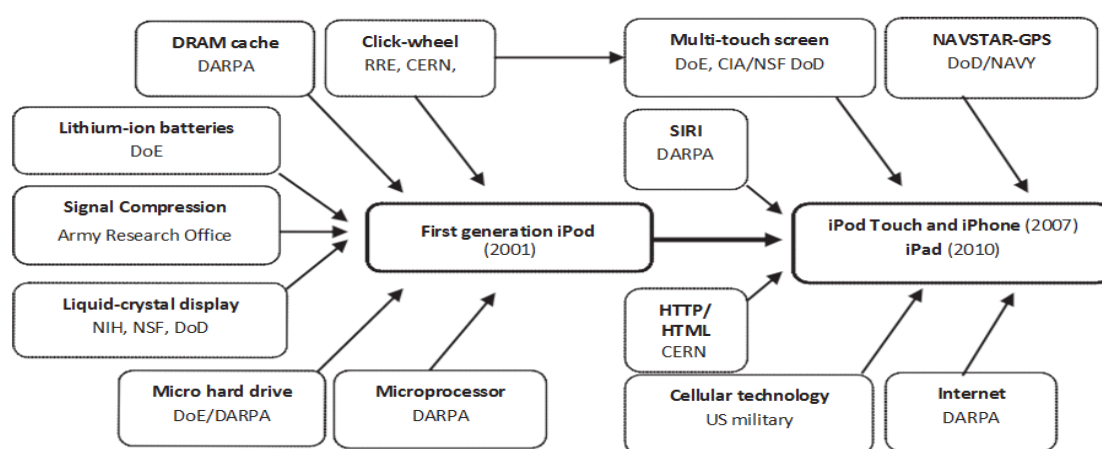 DRAM cache
DARPA
Click-wheel
RRE, CERN,
Multi-touch screen
DoE, CIA/NSF DoD
NAVSTAR-GPS
DoD/NAVY
Lithium-ion batteries
DoE
SIRI
DARPA
Signal Compression
Army Research Office
First generation iPod
(2001)
iPod Touch and iPhone (2007)
iPad (2010)
Liquid-crystal display
NIH, NSF, DoD
HTTP/
HTML
CERN
Micro hard drive
DoE/DARPA
Microprocessor
DARPA
Cellular technology
US military
Internet
DARPA